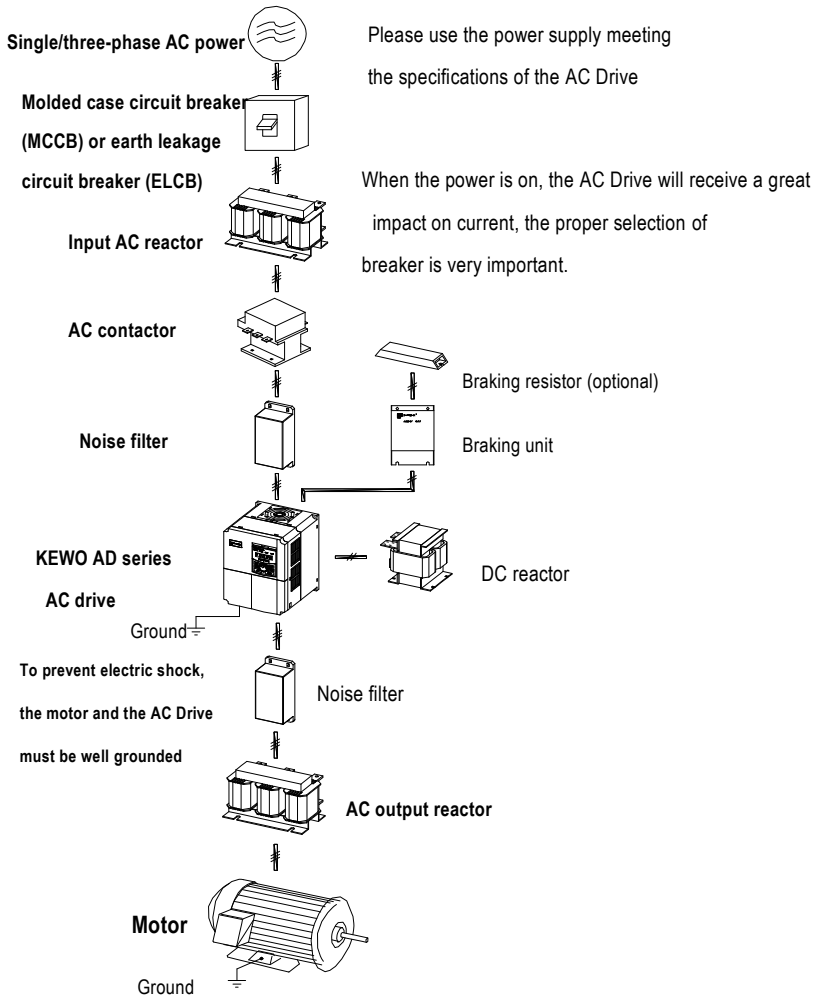 Single/three-phase AC power
Please use the power supply meeting
the specifications of the AC Drive
Molded case circuit breaker
(MCCB) or earth leakage
circuit breaker (ELCB)
When the power is on, the AC Drive will receive a great
impact on current, the proper selection of
breaker is very important.
Input AC reactor
AC contactor
Braking resistor (optional)
Noise filter
Braking unit
KEWO AD series
AC drive
DC reactor
Ground
To prevent electric shock,
the motor and the AC Drive
must be well grounded
Noise filter
AC output reactor
Motor
Ground